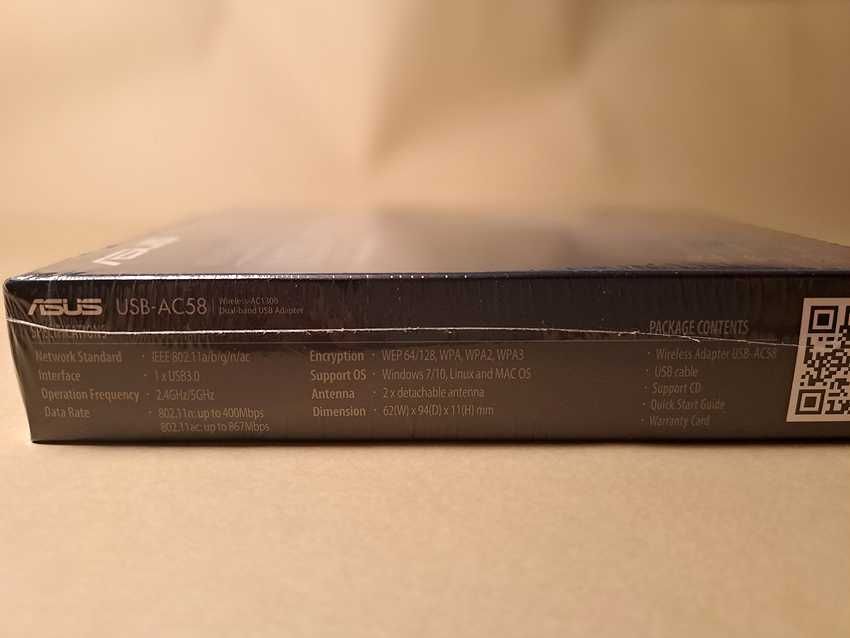 ASUS USB-AC58 Wireless-AC1300
Dual-band USB Adapter
SPECIFICATIONS
Network Standard · IEEE 802.11a/b/g/n/ac
Interface · 1 x USB3.0
Operation Frequency · 2.4GHz/5GHz
Data Rate · 802.11n: up to 400Mbps
802.11ac: up to 867Mbps
Encryption · WEP 64/128, WPA, WPA2, WPA3
Support OS · Windows 7/10, Linux and MAC OS
Antenna · 2 x detachable antenna
Dimension · 62(W) x 94(D) x 11(H) mm
PACKAGE CONTENTS
· Wireless Adapter USB-AC58
· USB cable
· Support CD
· Quick Start Guide
· Warranty Card